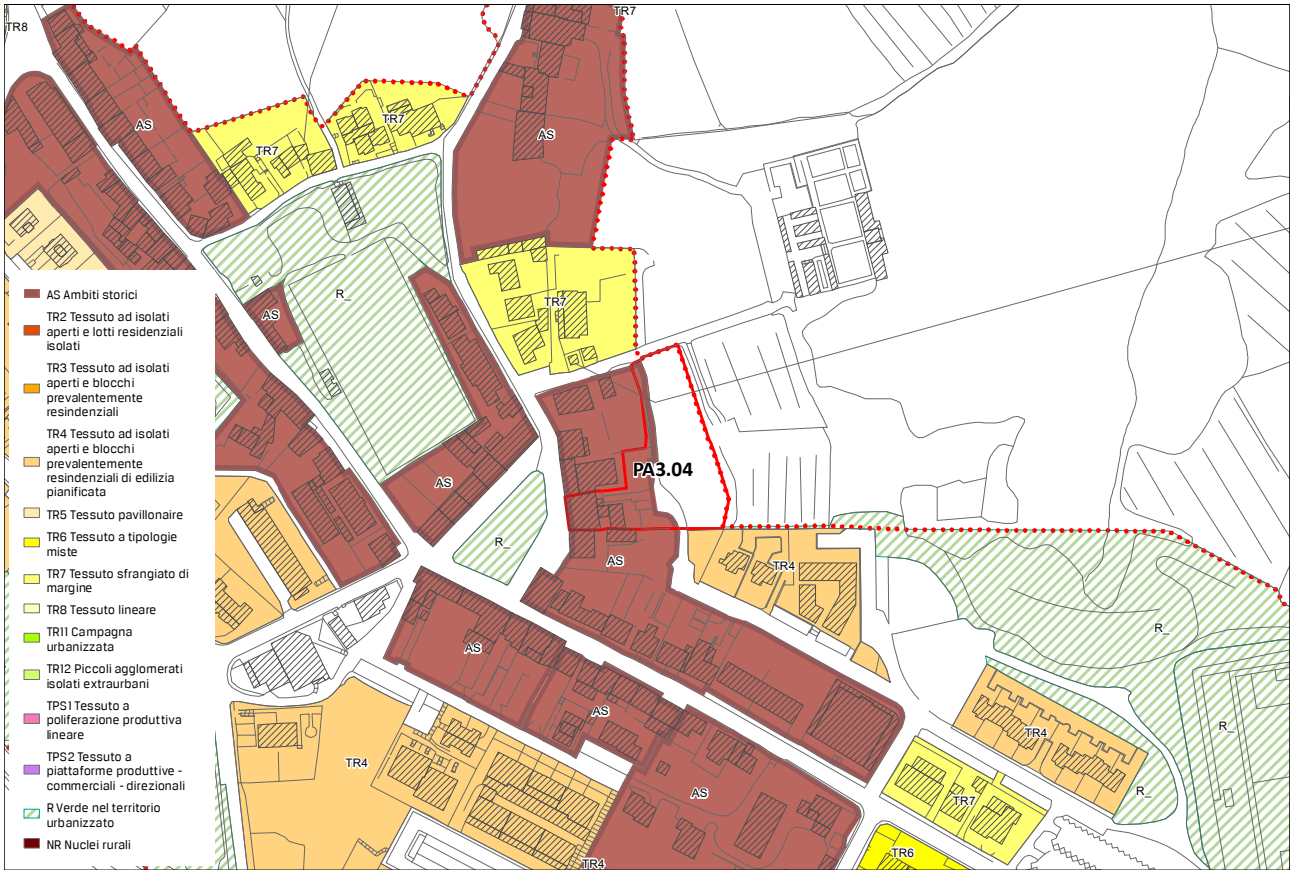 TR8
TR7
AS
TR7
TR7
AS
R_
TR7
AS
AS
PA3.04
R_
AS
TR4
R_
AS
AS
TR4
TR4
R_
R_
AS
TR7
TR6
TR4
AS Ambiti storici
TR2 Tessuto ad isolati
aperti e lotti residenziali
isolati
TR3 Tessuto ad isolati
aperti e blocchi
prevalentemente
resindenziali
TR4 Tessuto ad isolati
aperti e blocchi
prevalentemente
residenziali di edilizia
pianificata
TR5 Tessuto pavillonaire
TR6 Tessuto a tipologie
miste
TR7 Tessuto sfrangiato di
margine
TR8 Tessuto lineare
TR11 Campagna
urbanizzata
TR12 Piccoli agglomerati
isolati extraurbani
TPS1 Tessuto a
poliferazione produttiva
lineare
TPS2 Tessuto a
piattaforme produttive -
commerciali - direzionali
R Verde nel territorio
urbanizzato
NR Nuclei rurali